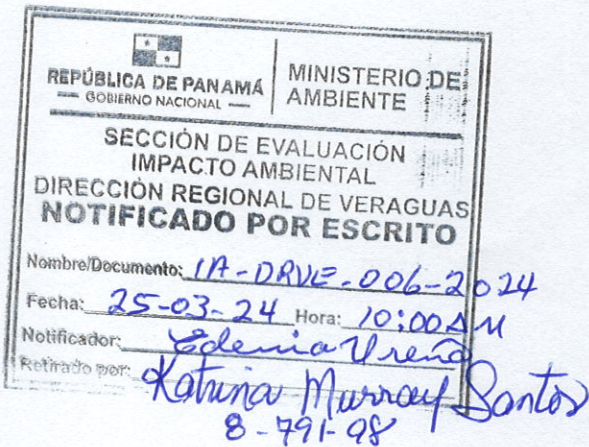 REPÚBLICA DE PANAMÁ
— GOBIERNO NACIONAL —
MINISTERIO DE
AMBIENTE
SECCIÓN DE EVALUACIÓN
IMPACTO AMBIENTAL
DIRECCIÓN REGIONAL DE VERAGUAS
NOTIFICADO POR ESCRITO
Nombre/Documento: IA-DRVE-006-2024
Fecha: 25-03-24 Hora: 10:00 AM
Notificador: Edenia Ureña
Retirado por: Katrina Murray Santos
8-791-98